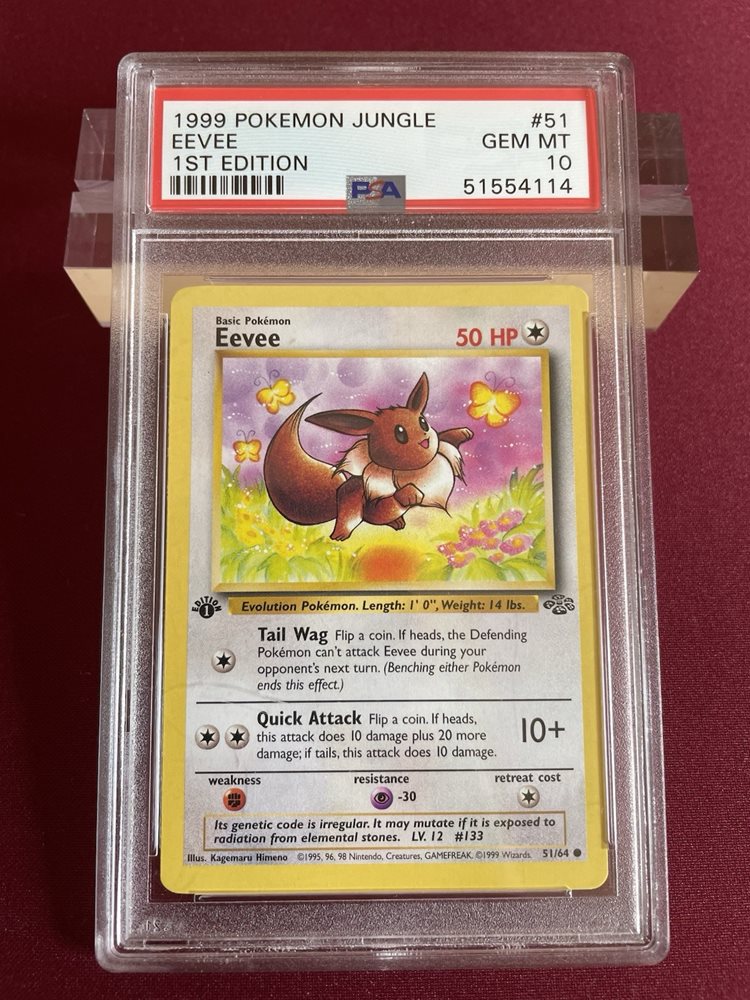 1999 POKEMON JUNGLE #51
EEVEE GEM MT
1ST EDITION 10
PSA 51554114
Basic Pokémon
Eevee 50 HP
EDITION 1
Evolution Pokémon. Length: 1' 0", Weight: 14 lbs.
Tail Wag Flip a coin. If heads, the Defending
Pokémon can't attack Eevee during your
opponent's next turn. (Benching either Pokémon
ends this effect.)
Quick Attack Flip a coin. If heads,
this attack does 10 damage plus 20 more
damage; if tails, this attack does 10 damage.
10+
weakness resistance retreat cost
-30
Its genetic code is irregular. It may mutate if it is exposed to
radiation from elemental stones. LV. 12 #133
Illus. Kagemaru Himeno ©1995, 96, 98 Nintendo, Creatures, GAMEFREAK. ©1999 Wizards. 51/64